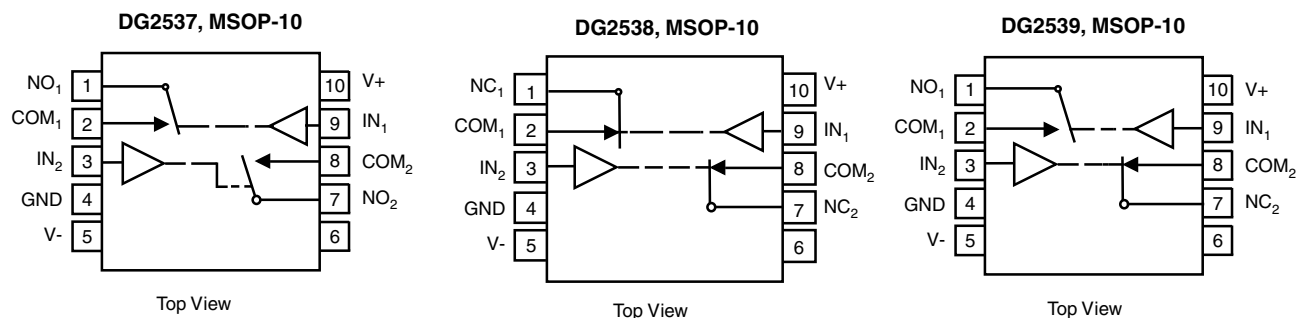 DG2537, MSOP-10
NO1 1 10 V+
COM1 2 9 IN1
IN2 3 8 COM2
GND 4 7 NO2
V- 5 6
Top View
DG2538, MSOP-10
NC1 1 10 V+
COM1 2 9 IN1
IN2 3 8 COM2
GND 4 7 NC2
V- 5 6
Top View
DG2539, MSOP-10
NO1 1 10 V+
COM1 2 9 IN1
IN2 3 8 COM2
GND 4 7 NC2
V- 5 6
Top View